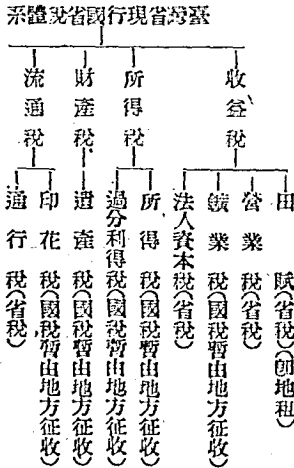 臺灣省現行國省稅體系
收益稅
田賦(省稅)(卽地租)
營業稅(省稅)
鑛業稅(國稅暫由地方征收)
法人資本稅(省稅)
所得稅
所得稅(國稅暫由地方征收)
過分利得稅(國稅暫由地方征收)
財產稅
遺產稅(國稅暫由地方征收)
流通稅
印花稅(國稅暫由地方征收)
通行稅(省稅)